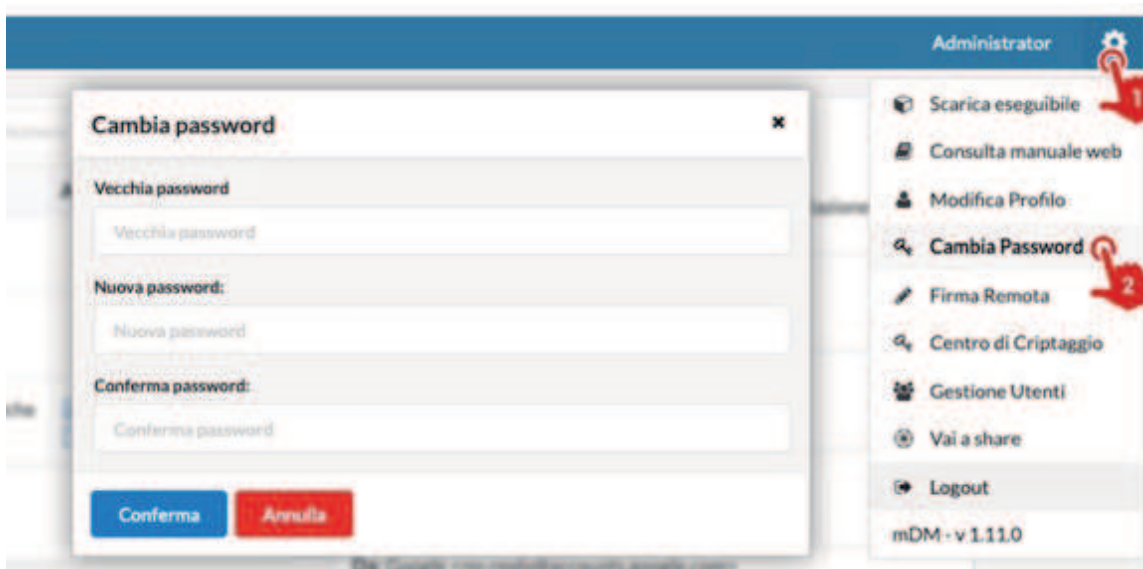 Administrator
1
Scarica eseguibile
Consulta manuale web
Modifica Profilo
Cambia Password
2
Firma Remota
Centro di Criptaggio
Gestione Utenti
Vai a share
Logout
mDM - v 1.11.0
Cambia password
Vecchia password
Vecchia password
Nuova password:
Nuova password
Conferma password:
Conferma password
Conferma
Annulla